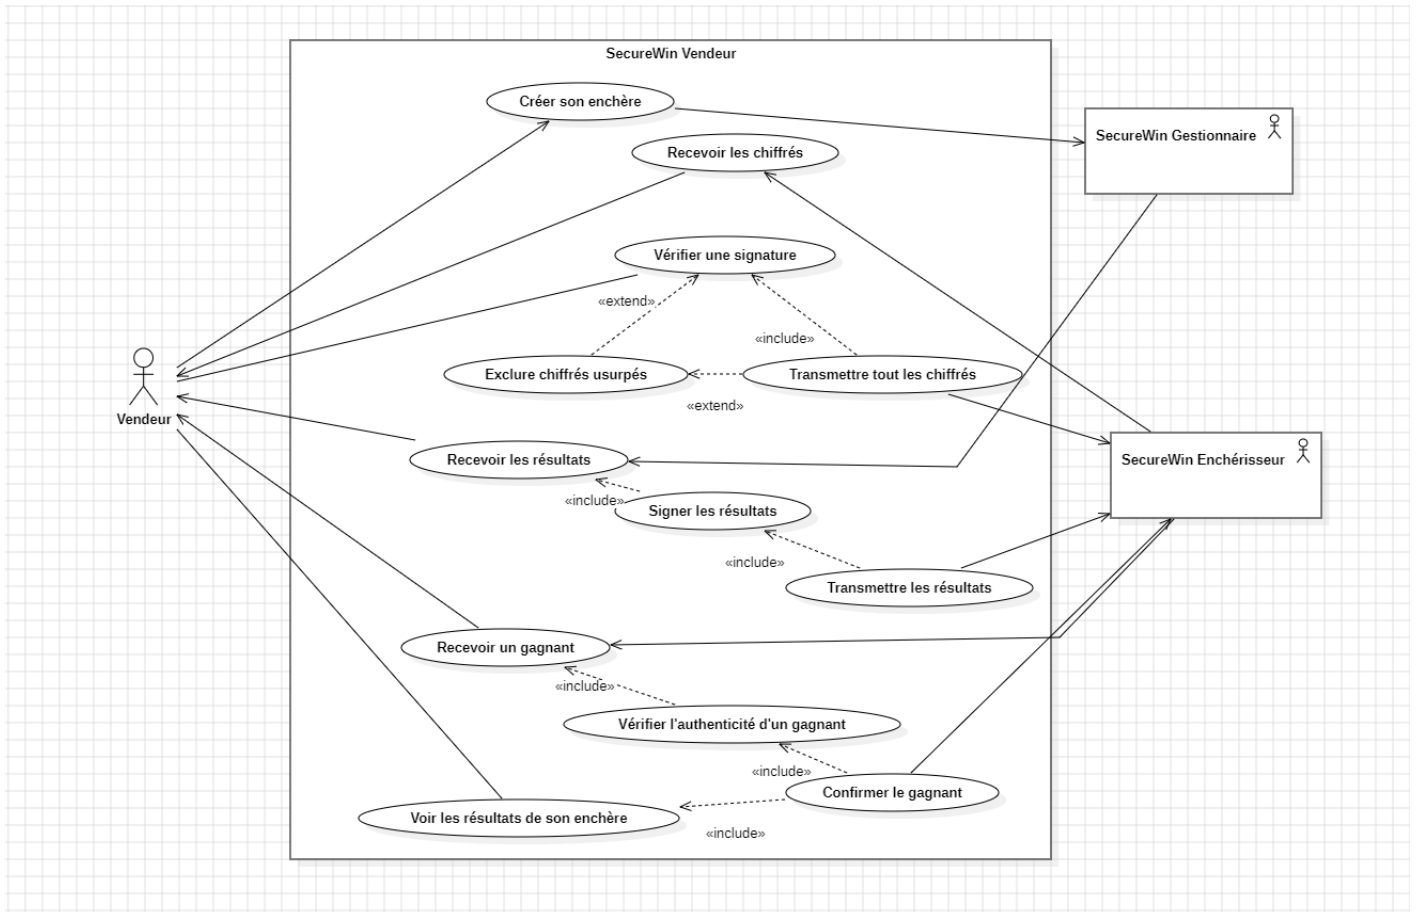 SecureWin Vendeur
Créer son enchère
SecureWin Gestionnaire
Recevoir les chiffrés
Vérifier une signature
«extend»
«include»
Exclure chiffrés usurpés
Transmettre tout les chiffrés
«extend»
Vendeur
Recevoir les résultats
SecureWin Enchérisseur
«include»
Signer les résultats
«include»
Transmettre les résultats
Recevoir un gagnant
«include»
Vérifier l'authenticité d'un gagnant
«include»
Confirmer le gagnant
Voir les résultats de son enchère
«include»